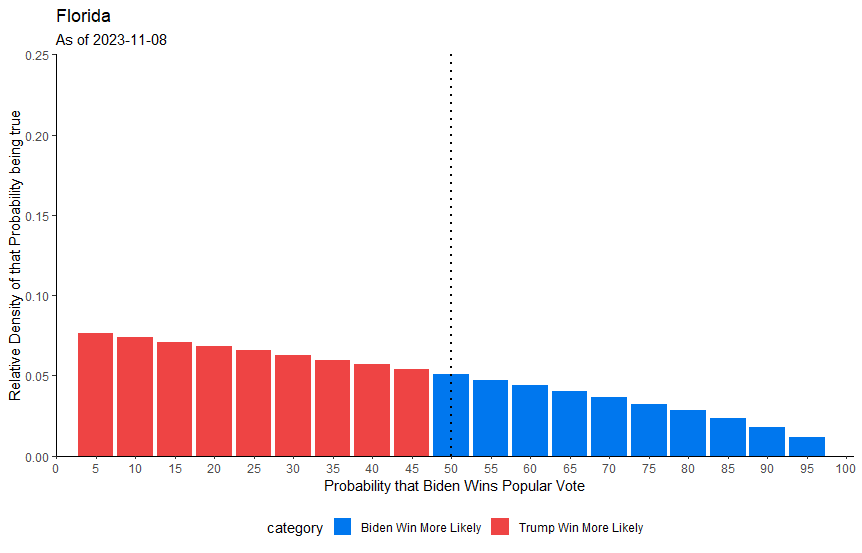 Florida
As of 2023-11-08
0.25
0.20
0.15
0.10
0.05
0.00
Relative Density of that Probability being true
0 5 10 15 20 25 30 35 40 45 50 55 60 65 70 75 80 85 90 95 100
Probability that Biden Wins Popular Vote
category Biden Win More Likely Trump Win More Likely